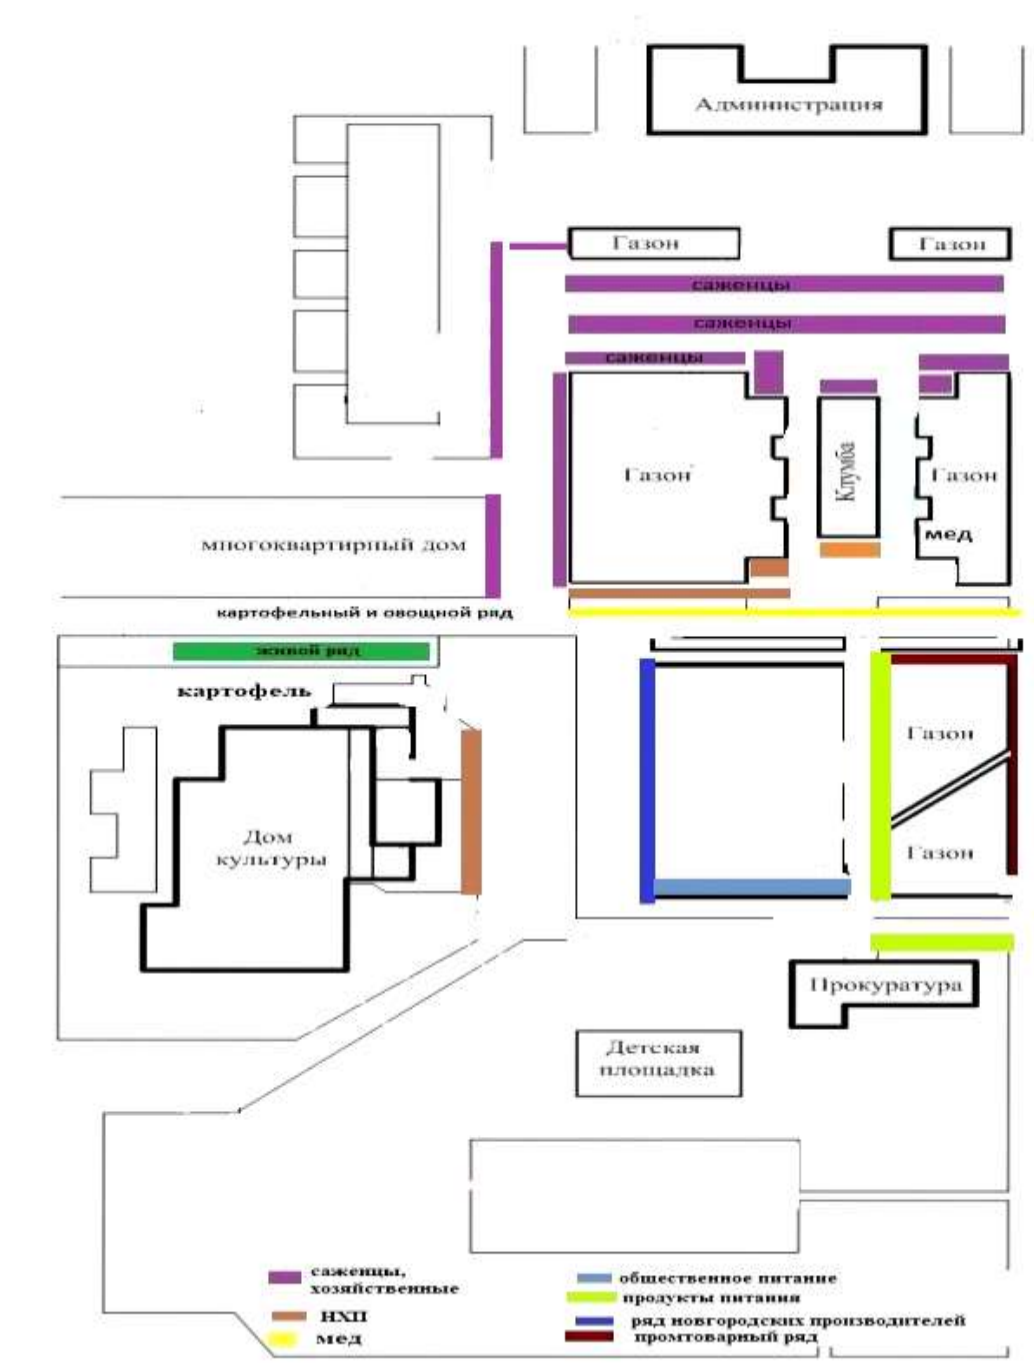 Администрация
Газон
Газон
саженцы
саженцы
саженцы
Газон
Клумба
Газон
мед
многоквартирный дом
картофельный и овощной ряд
живой ряд
картофель
Газон
Дом
культуры
Газон
Прокуратура
Детская
площадка
саженцы,
хозяйственные
НХП
мед
общественное питание
продукты питания
ряд новгородских производителей
промтоварный ряд